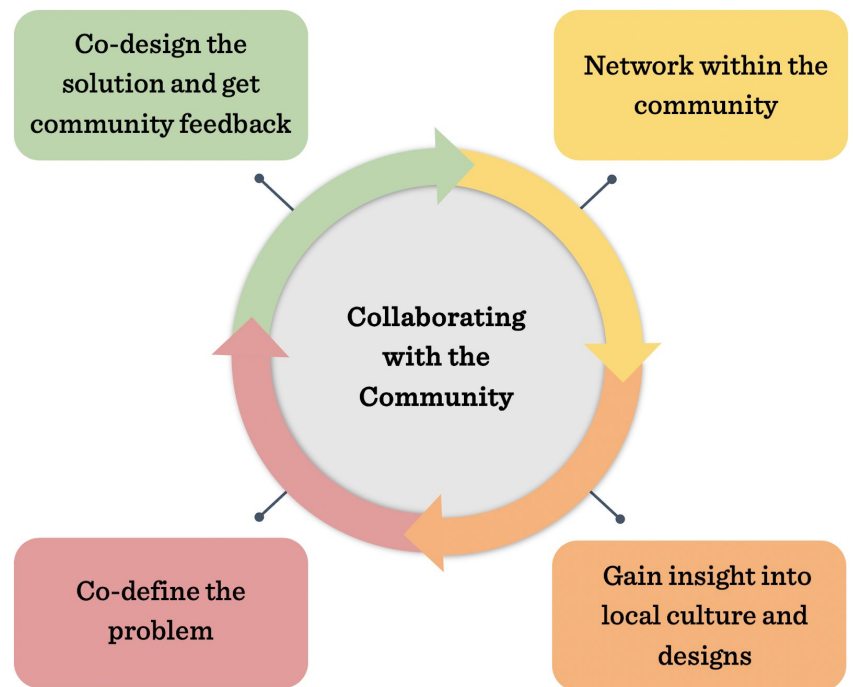 Co-design the
solution and get
community feedback
Network within the
community
Collaborating
with the
Community
Co-define the
problem
Gain insight into
local culture and
designs